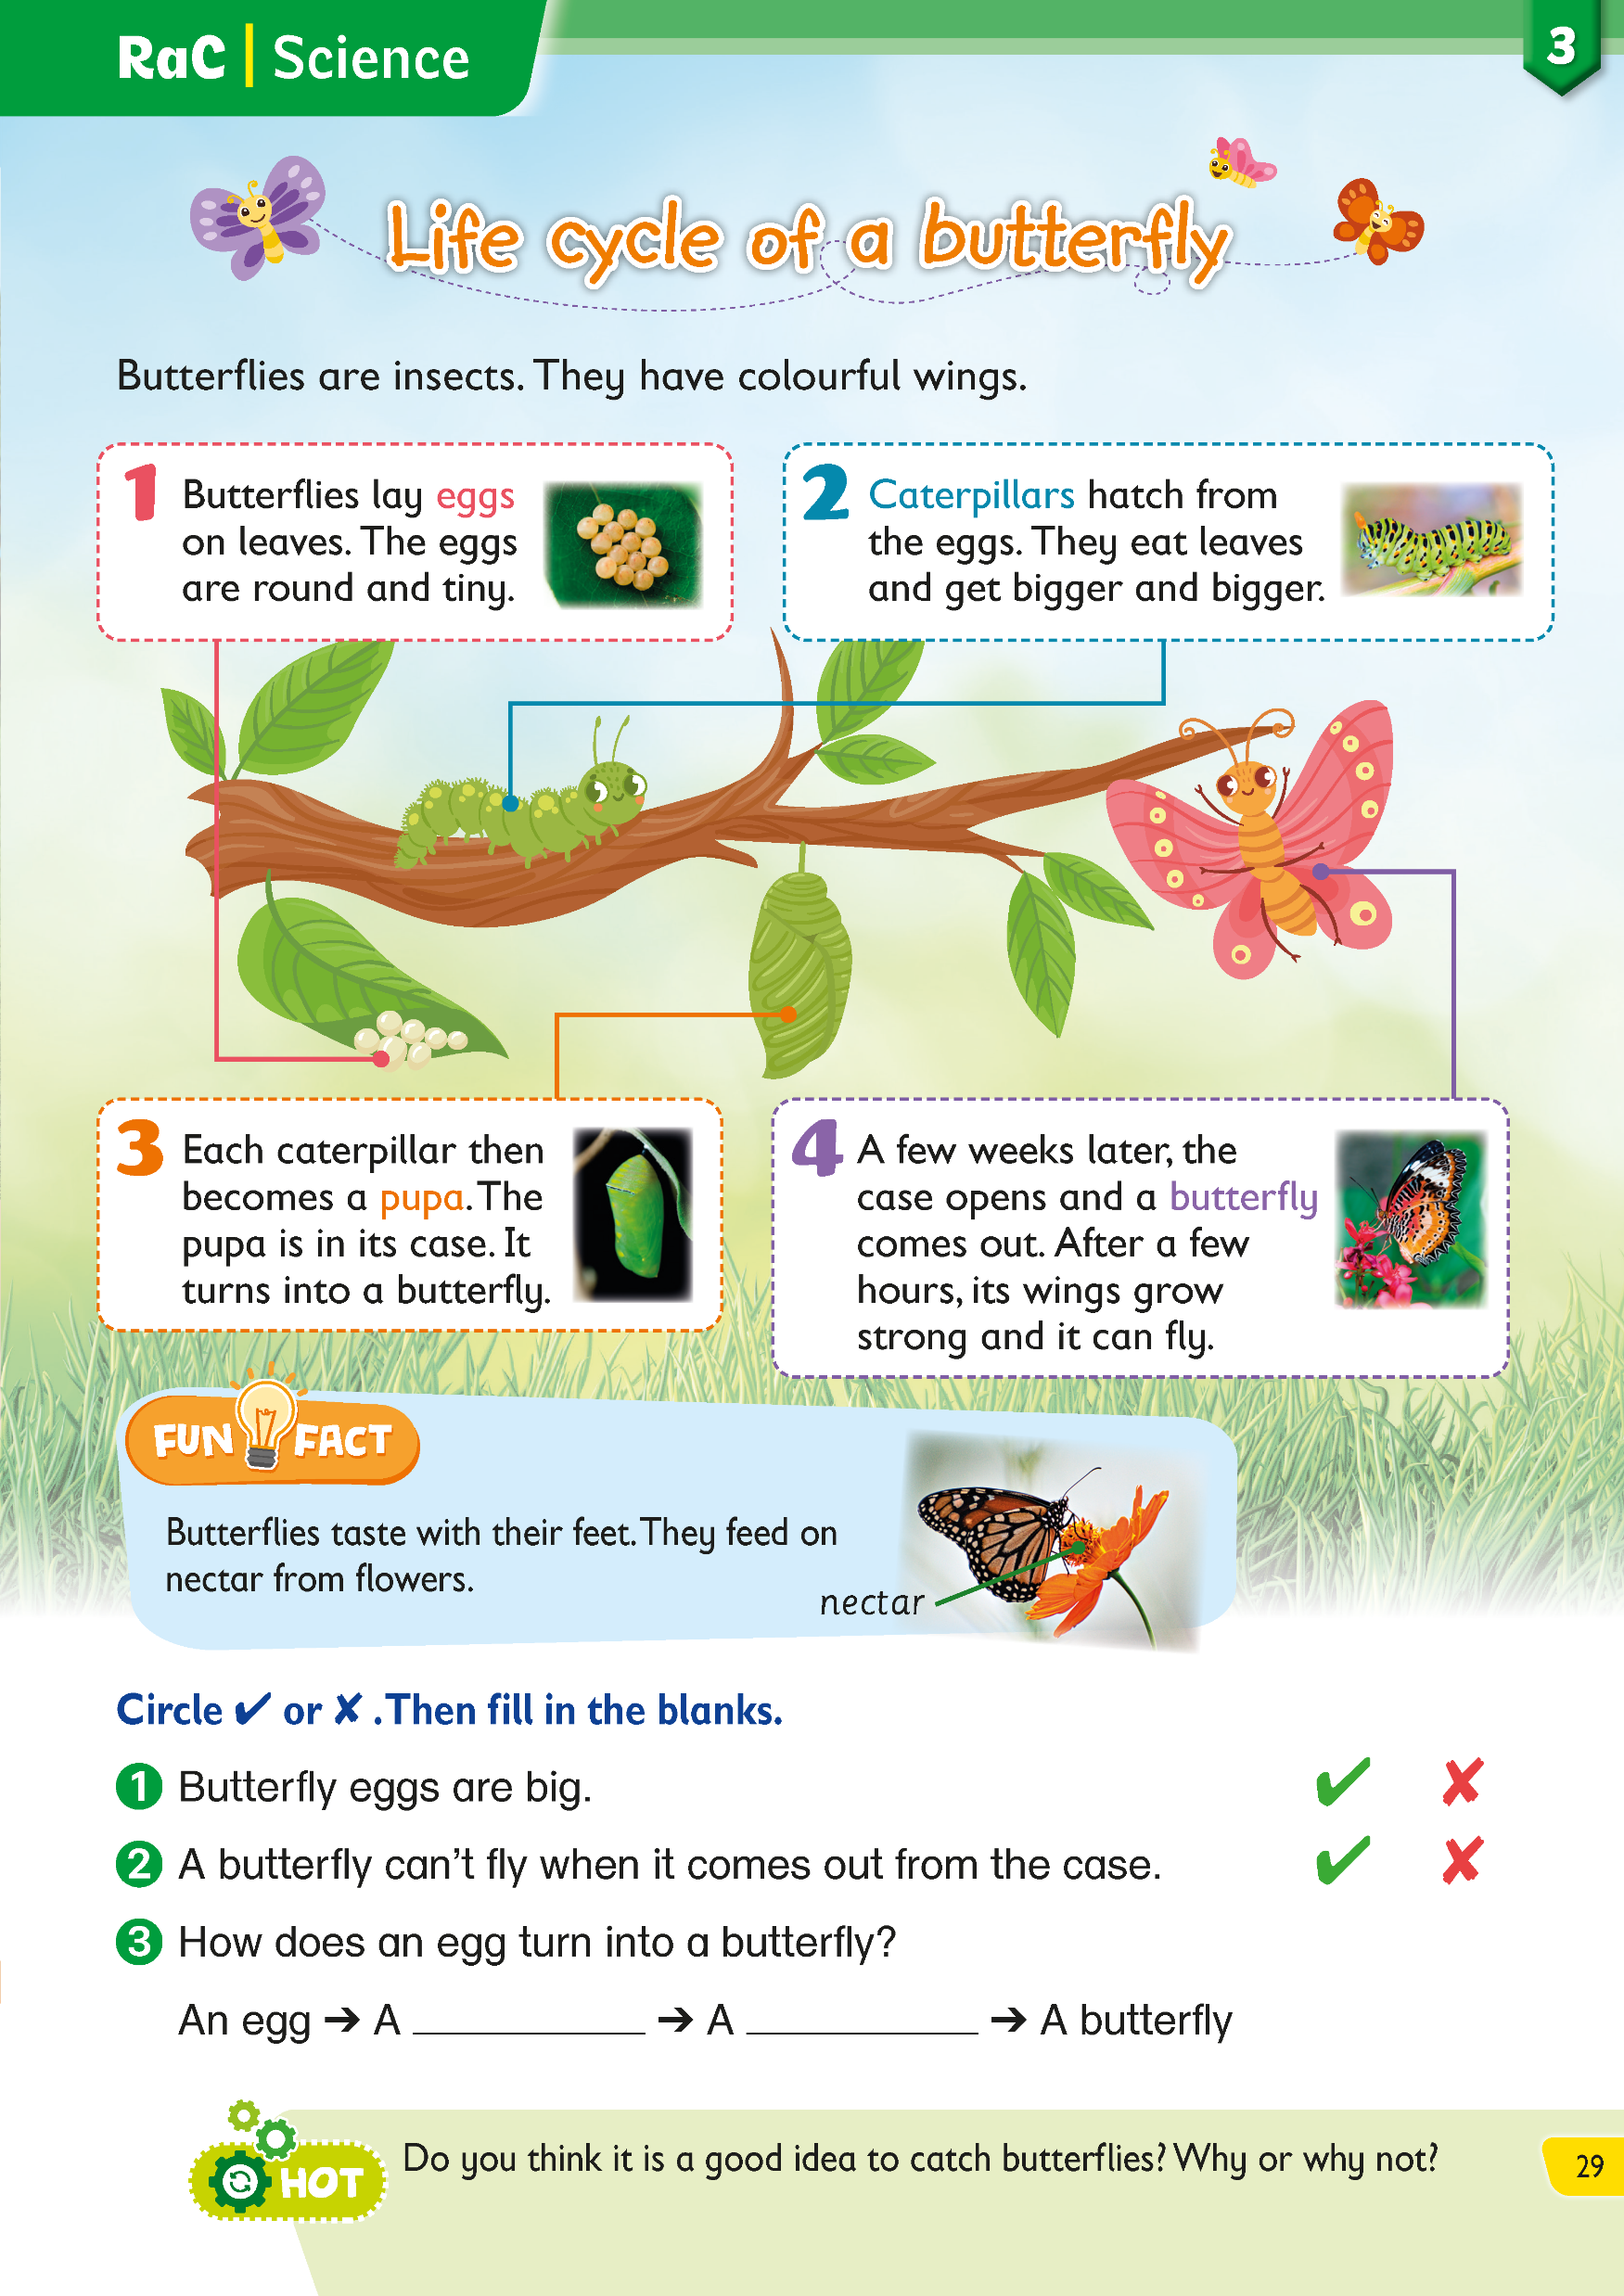 RaC | Science
3
Life cycle of a butterfly
Butterflies are insects. They have colourful wings.
1 Butterflies lay eggs
on leaves. The eggs
are round and tiny.
2 Caterpillars hatch from
the eggs. They eat leaves
and get bigger and bigger.
3 Each caterpillar then
becomes a pupa. The
pupa is in its case. It
turns into a butterfly.
4 A few weeks later, the
case opens and a butterfly
comes out. After a few
hours, its wings grow
strong and it can fly.
FUN FACT
Butterflies taste with their feet. They feed on
nectar from flowers.
nectar
Circle ✔ or ✘ . Then fill in the blanks.
1 Butterfly eggs are big. ✔ ✘
2 A butterfly can't fly when it comes out from the case. ✔ ✘
3 How does an egg turn into a butterfly?
An egg ➔ A __________ ➔ A __________ ➔ A butterfly
HOT
Do you think it is a good idea to catch butterflies? Why or why not?
29